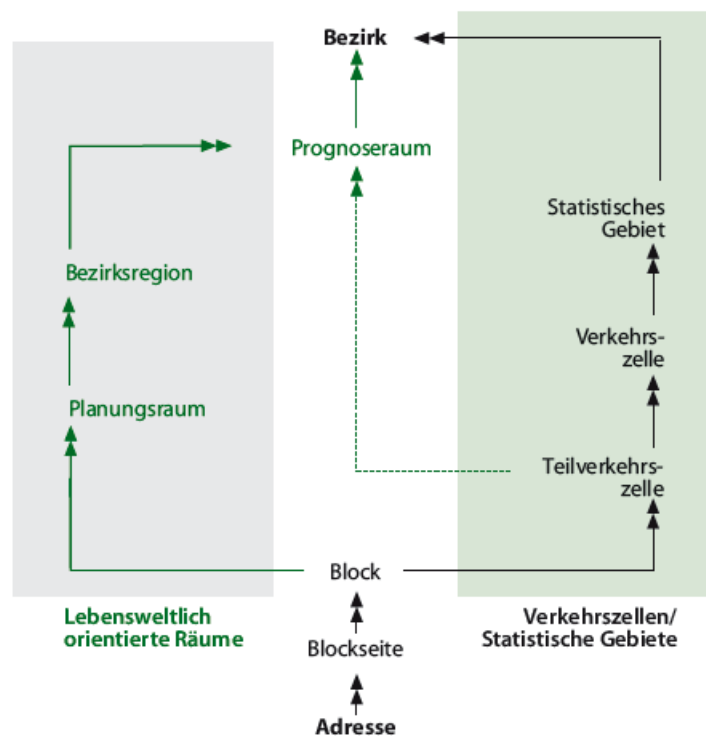 Bezirk
Prognoseraum
Statistisches
Gebiet
Bezirksregion
Verkehrs-
zelle
Planungsraum
Teilverkehrs-
zelle
Block
Lebensweltlich
orientierte Räume
Verkehrszellen/
Statistische Gebiete
Blockseite
Adresse